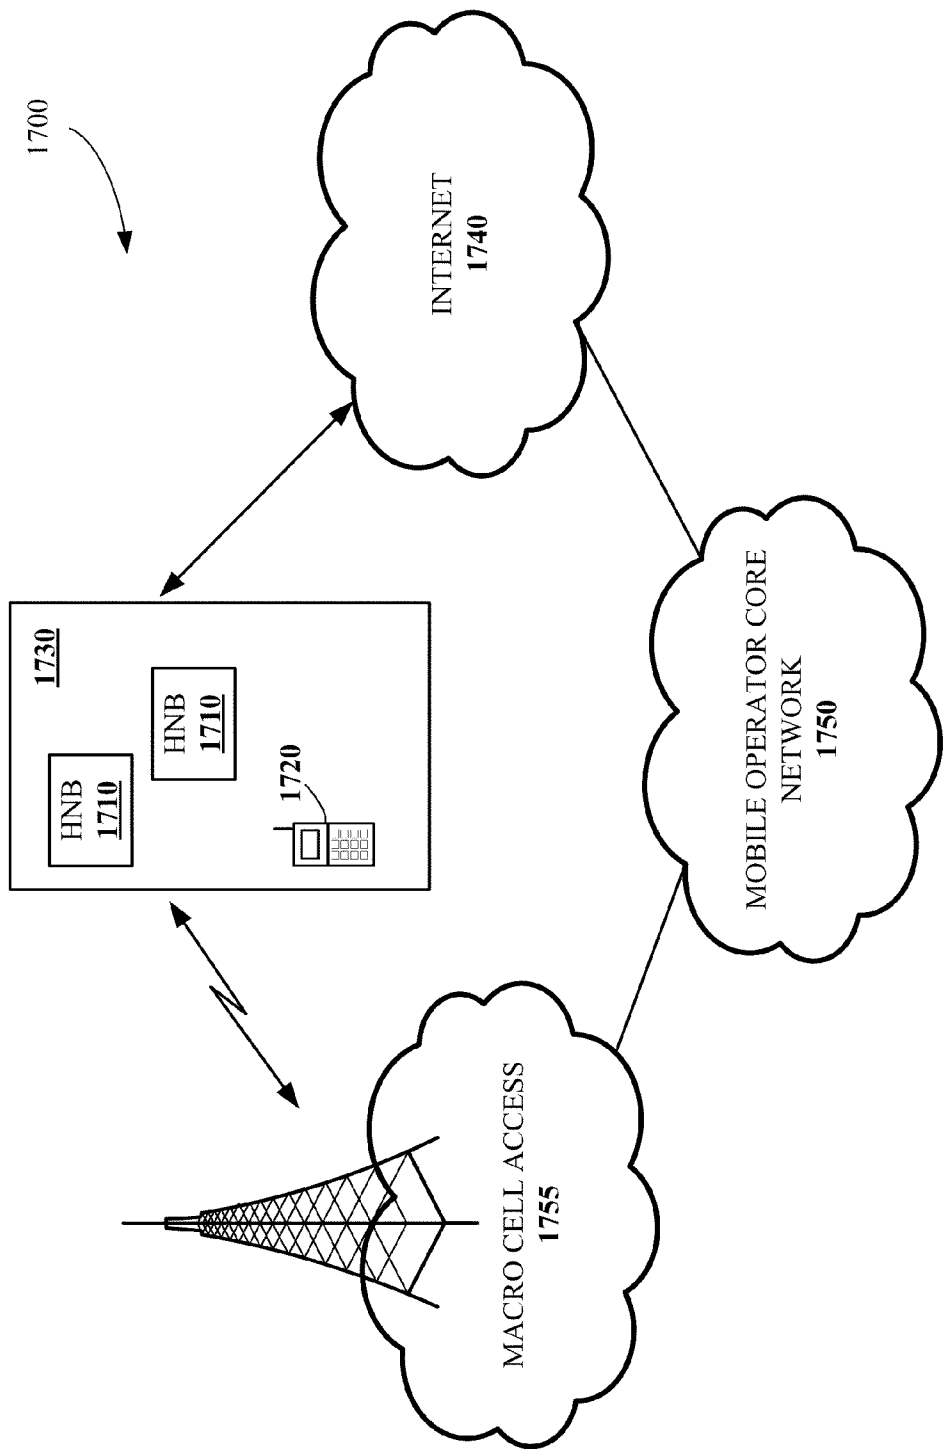 1700
1730
HNB
1710
HNB
1710
1720
INTERNET
1740
MACRO CELL ACCESS
1755
MOBILE OPERATOR CORE
NETWORK
1750